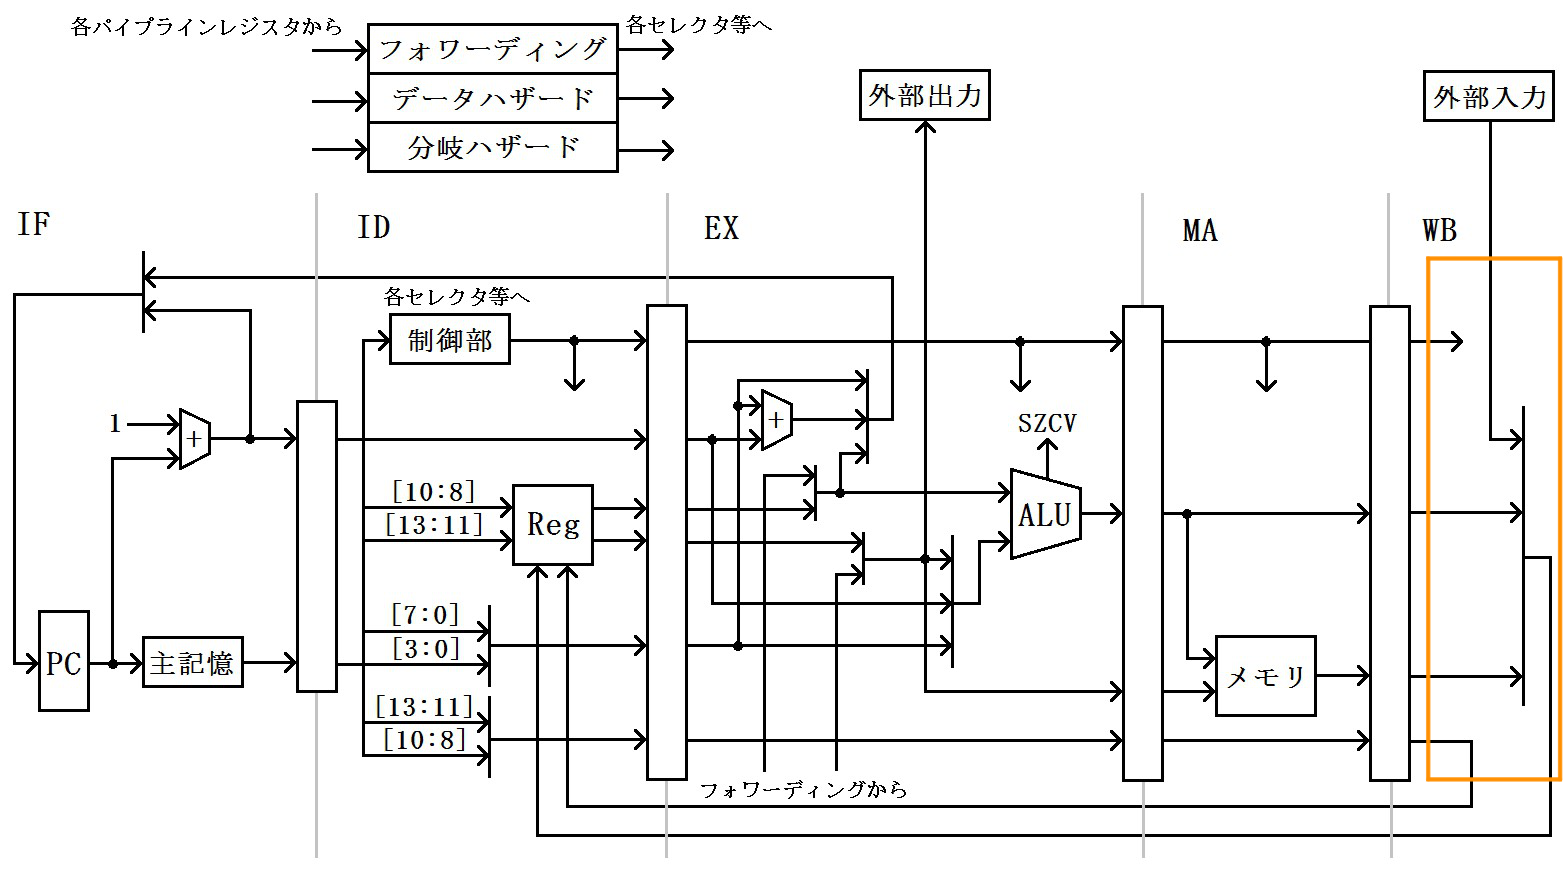 各パイプラインレジスタから
各セレクタ等へ
フォワーディング
データハザード
分岐ハザード
外部出力
外部入力
IF
ID
EX
MA
WB
各セレクタ等へ
制御部
1
+
+
SZCV
[10:8]
[13:11]
Reg
ALU
[7:0]
[3:0]
PC
主記憶
メモリ
[13:11]
[10:8]
フォワーディングから